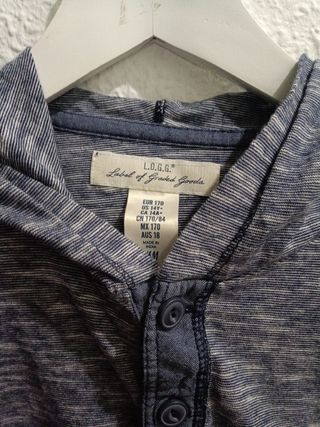 L.O.G.G.®
Label of Graded Goods
EUR 170
US 14Y+
CA 14A+
CN 170/84
MX 170
AUS 18
MADE IN
INDIA